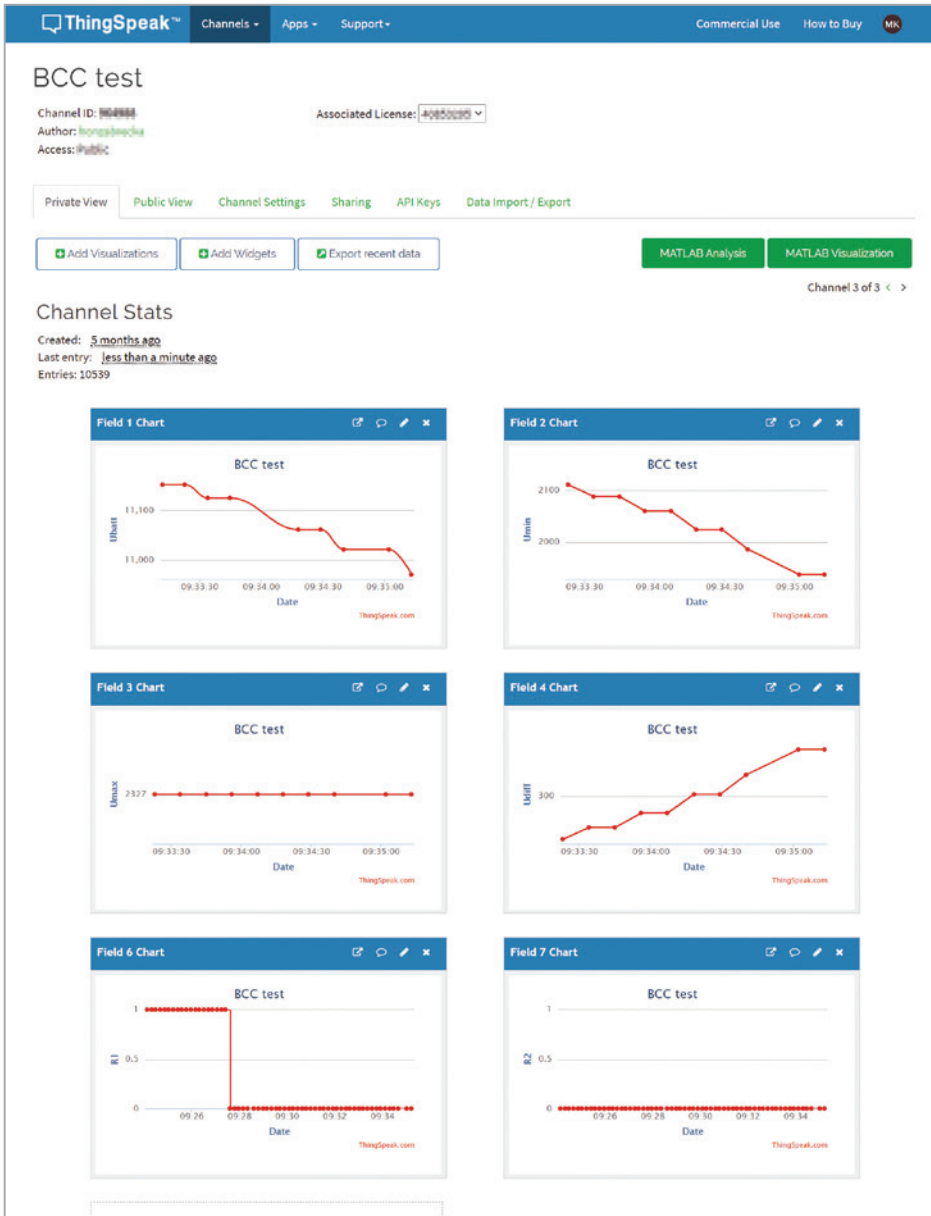 ThingSpeak™ Channels Apps Support Commercial Use How to Buy MK
BCC test
Channel ID: Associated License:
Author:
Access: Public
Private View Public View Channel Settings Sharing API Keys Data Import / Export
Add Visualizations Add Widgets Export recent data MATLAB Analysis MATLAB Visualization
Channel 3 of 3 < >
Channel Stats
Created: 5 months ago
Last entry: less than a minute ago
Entries: 10539
Field 1 Chart
BCC test
11,100
11,000
Ubatt
09:33:30 09:34:00 09:34:30 09:35:00
Date
ThingSpeak.com
Field 2 Chart
BCC test
2100
2000
Umin
09:33:30 09:34:00 09:34:30 09:35:00
Date
ThingSpeak.com
Field 3 Chart
BCC test
2327
Umax
09:33:30 09:34:00 09:34:30 09:35:00
Date
ThingSpeak.com
Field 4 Chart
BCC test
300
Udiff
09:33:30 09:34:00 09:34:30 09:35:00
Date
ThingSpeak.com
Field 6 Chart
BCC test
1
0.5
0
R1
09:26 09:28 09:30 09:32 09:34
Date
ThingSpeak.com
Field 7 Chart
BCC test
1
0.5
0
R2
09:26 09:28 09:30 09:32 09:34
Date
ThingSpeak.com